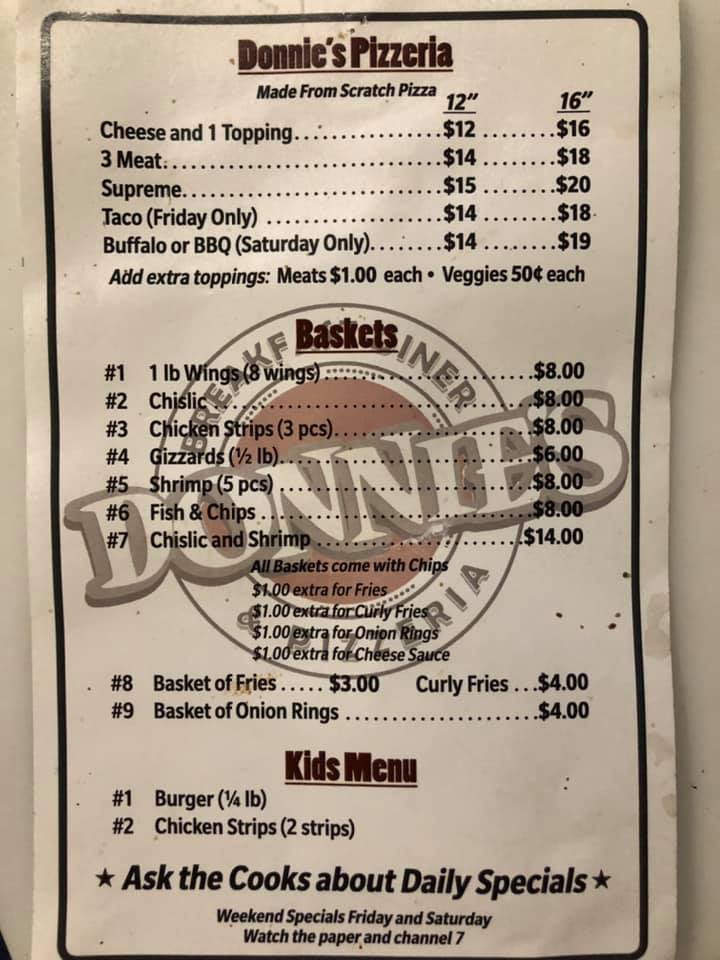 Donnie's Pizzeria
Made From Scratch Pizza 12" 16"
Cheese and 1 Topping................$12 ........$16
3 Meat................................$14 ........$18
Supreme..............................$15 ........$20
Taco (Friday Only) ....................$14 ........$18
Buffalo or BBQ (Saturday Only)........$14 ........$19
Add extra toppings: Meats $1.00 each • Veggies 50¢ each
BREAKF DINER
DONNIE'S
& PIZZERIA
Baskets
#1 1 lb Wings (8 wings)........................$8.00
#2 Chislic......................................$8.00
#3 Chicken Strips (3 pcs)......................$8.00
#4 Gizzards (½ lb)..............................$6.00
#5 Shrimp (5 pcs) ..............................$8.00
#6 Fish & Chips ................................$8.00
#7 Chislic and Shrimp ........................$14.00
All Baskets come with Chips
$1.00 extra for Fries
$1.00 extra for Curly Fries
$1.00 extra for Onion Rings
$1.00 extra for Cheese Sauce
#8 Basket of Fries..... $3.00 Curly Fries ...$4.00
#9 Basket of Onion Rings .....................$4.00
Kids Menu
#1 Burger (¼ lb)
#2 Chicken Strips (2 strips)
★ Ask the Cooks about Daily Specials ★
Weekend Specials Friday and Saturday
Watch the paper and channel 7